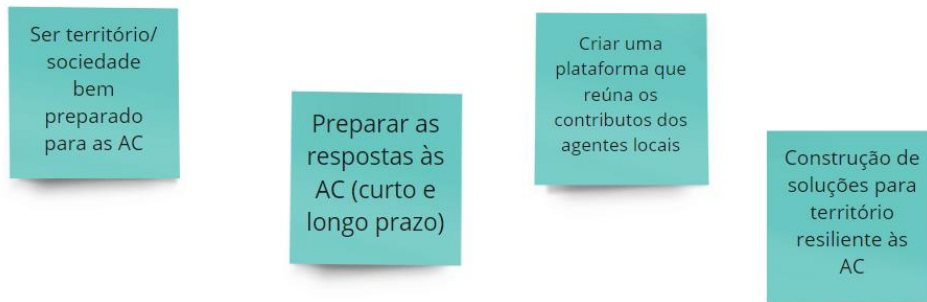 Ser território/
sociedade
bem
preparado
para as AC
Preparar as
respostas às
AC (curto e
longo prazo)
Criar uma
plataforma que
reúna os
contributos dos
agentes locais
Construção de
soluções para
território
resiliente às
AC